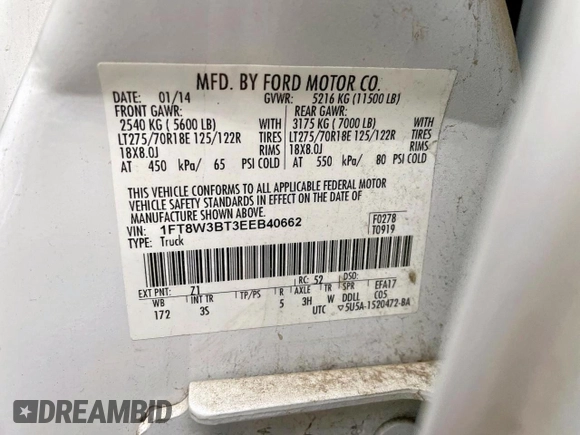 MFD. BY FORD MOTOR CO.
DATE: 01/14 GVWR: 5216 KG (11500 LB)
FRONT GAWR: REAR GAWR:
2540 KG ( 5600 LB) 3175 KG ( 7000 LB)
LT275/70R18E 125/122R TIRES LT275/70R18E 125/122R TIRES
18X8.0J RIMS 18X8.0J RIMS
AT 450 kPa/ 65 PSI COLD AT 550 kPa/ 80 PSI COLD
THIS VEHICLE CONFORMS TO ALL APPLICABLE FEDERAL MOTOR
VEHICLE SAFETY STANDARDS IN EFFECT ON THE DATE OF
MANUFACTURE SHOWN ABOVE.
VIN: 1FT8W3BT3EEB40662 F0278
TYPE: Truck T0919
EXT PNT: Z1 RC: 52 DSO:
WB INT TR TP/PS R AXLE TR SPR EFA17
172 3S 5 3H W DDLL C05
UTC ▽5U5A-1520472-BA
DREAMBID